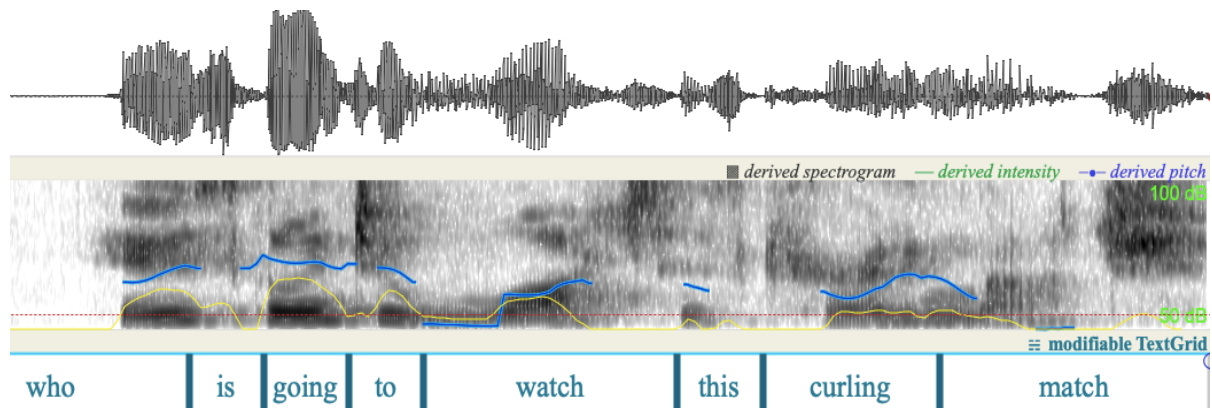 derived spectrogram derived intensity derived pitch
100 dB
50 dB
modifiable TextGrid
who is going to watch this curling match